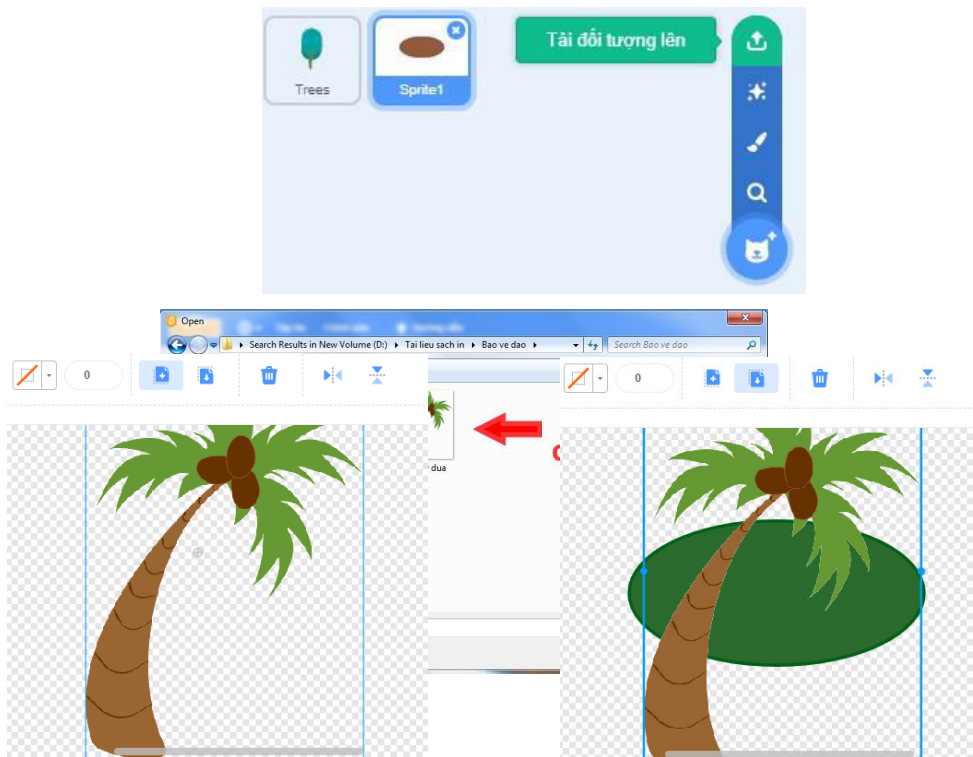 Tải đối tượng lên
Trees
Sprite1
Open
Search Results in New Volume (D:) ▸ Tai lieu sach in ▸ Bao ve dao ▸
Search Bao ve dao
0
0
dua